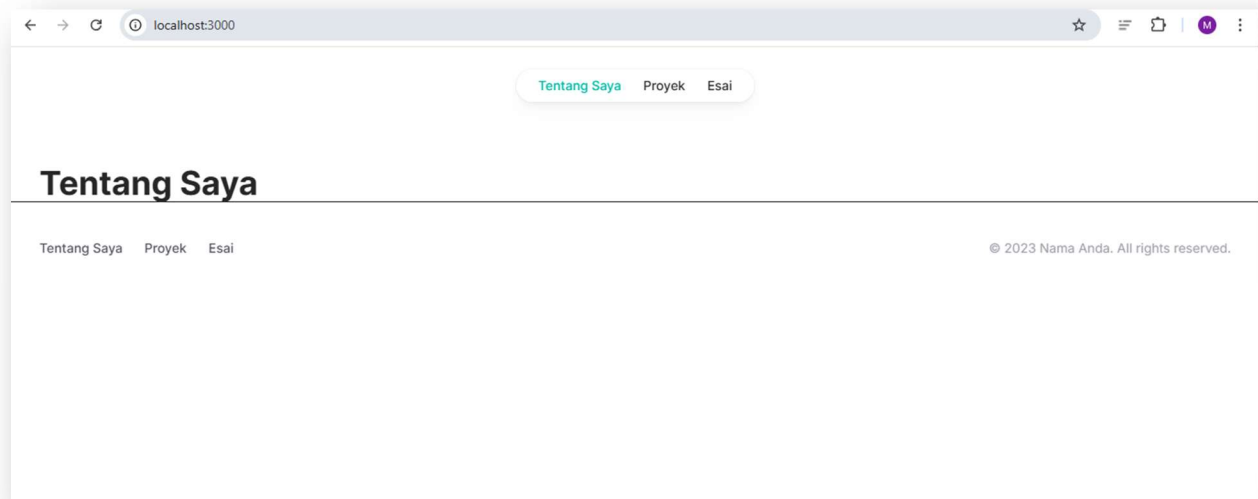 localhost:3000
M
Tentang Saya Proyek Esai
Tentang Saya
Tentang Saya Proyek Esai
© 2023 Nama Anda. All rights reserved.